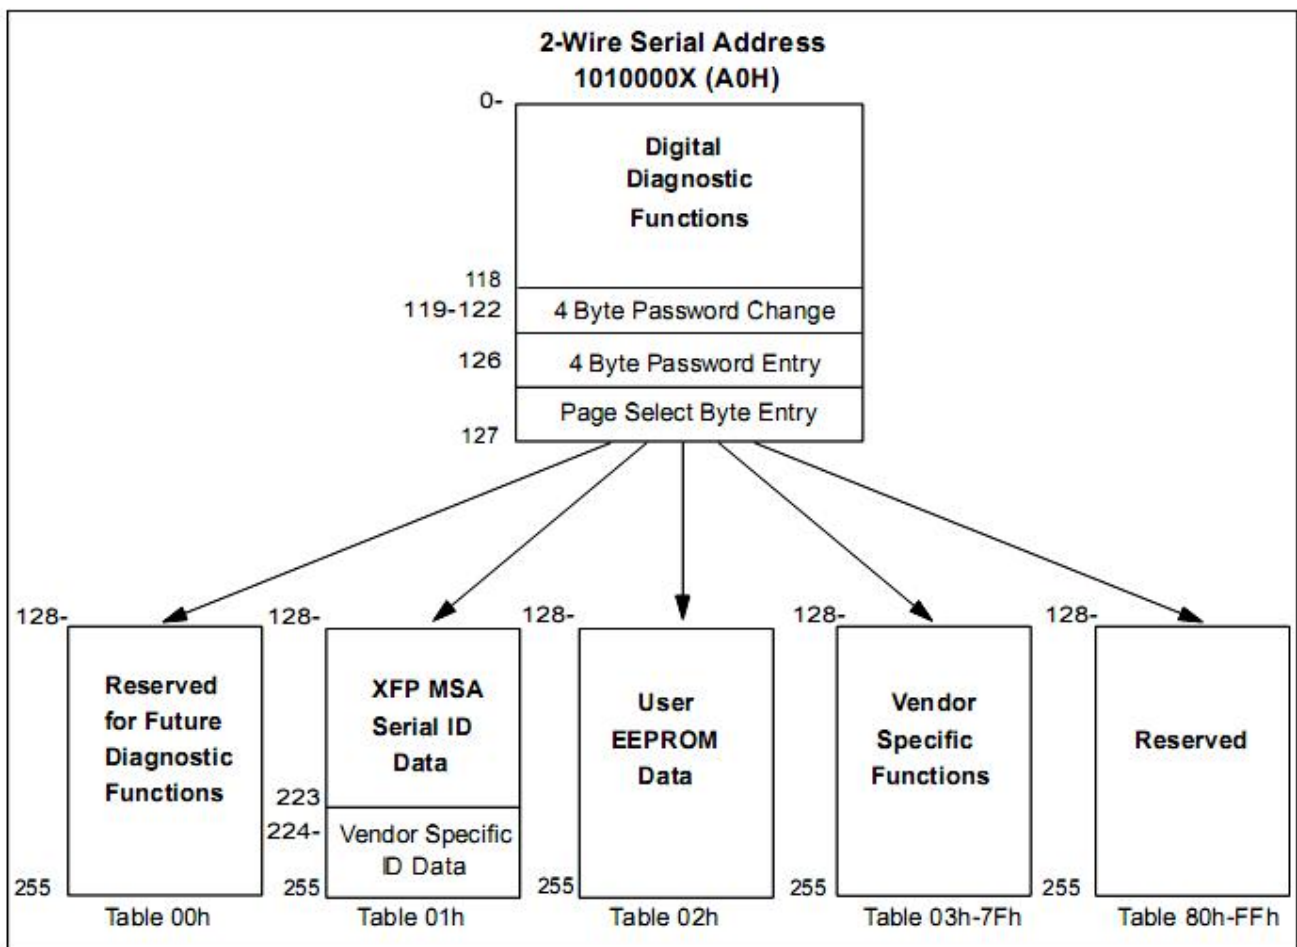 2-Wire Serial Address
1010000X (A0H)
0-
Digital
Diagnostic
Functions
118
119-122
4 Byte Password Change
126
4 Byte Password Entry
Page Select Byte Entry
127
128-
Reserved
for Future
Diagnostic
Functions
255
Table 00h
128-
XFP MSA
Serial ID
Data
223
224-
Vendor Specific
ID Data
255
Table 01h
128-
User
EEPROM
Data
255
Table 02h
128-
Vendor
Specific
Functions
255
Table 03h-7Fh
128-
Reserved
255
Table 80h-FFh